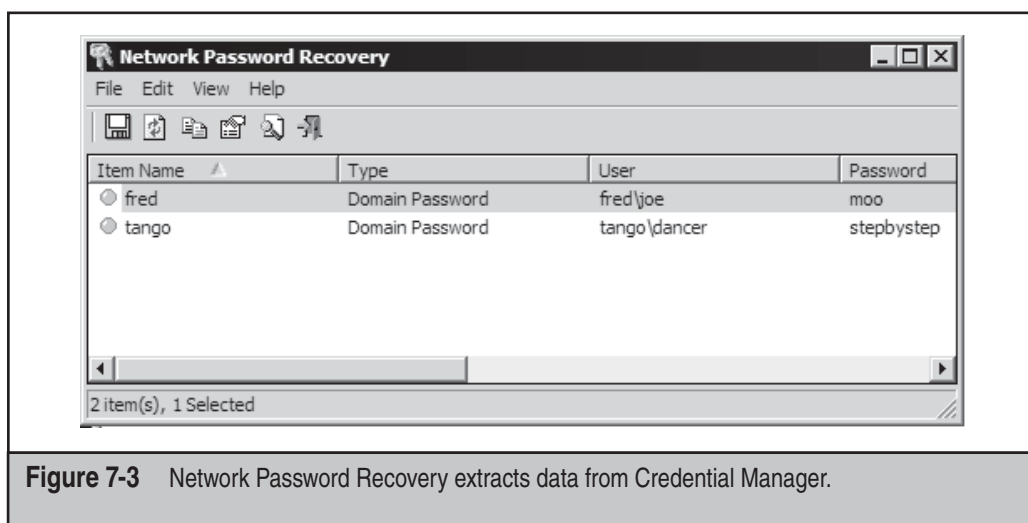 Network Password Recovery
File Edit View Help
Item Name Type User Password
fred Domain Password fred\joe moo
tango Domain Password tango\dancer stepbystep
2 item(s), 1 Selected
Figure 7-3 Network Password Recovery extracts data from Credential Manager.